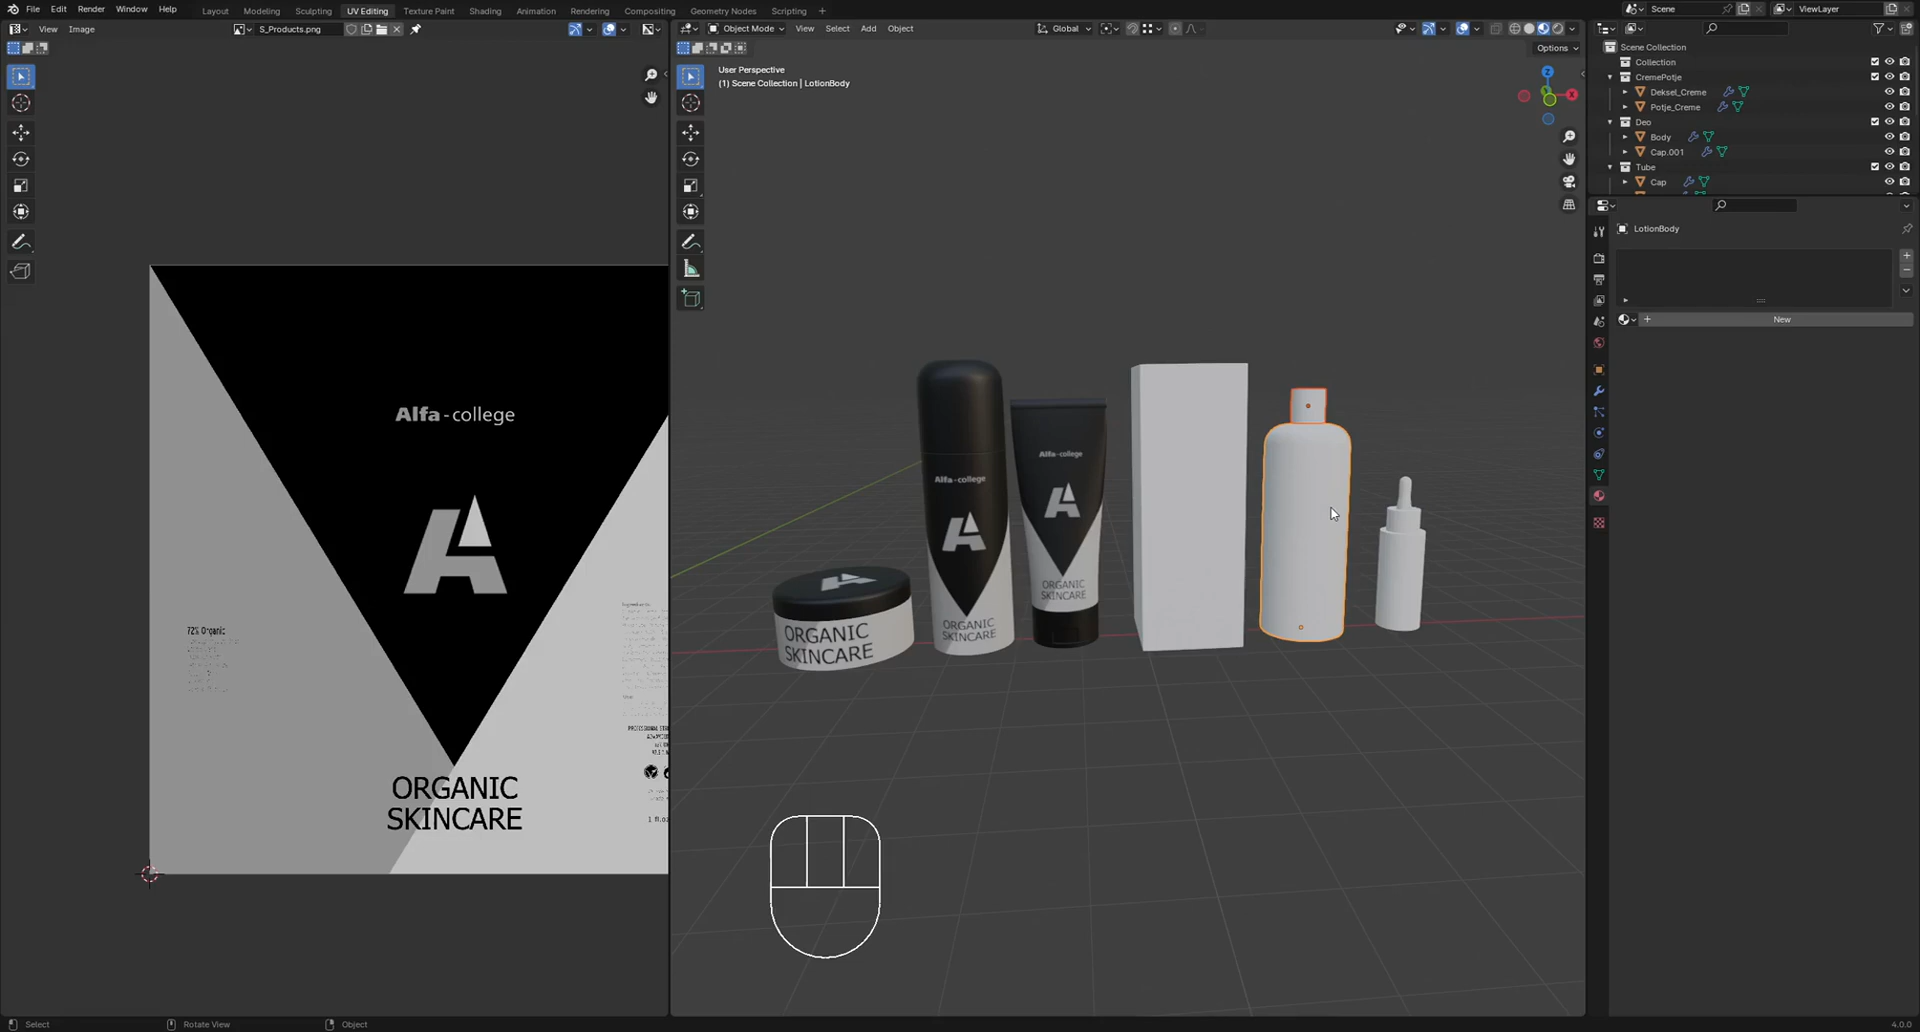 File Edit Render Window Help
Layout Modeling Sculpting UV Editing Texture Paint Shading Animation Rendering Compositing Geometry Nodes Scripting +
Scene
ViewLayer
View Image
S_Products.png
Object Mode
View Select Add Object
Global
Options
User Perspective
(1) Scene Collection | LotionBody
Z
X
Scene Collection
Collection
CremePotje
Deksel_Creme
Potje_Creme
Deo
Body
Cap.001
Tube
Cap
LotionBody
New
Alfa-college
A
72% Organic
ORGANIC
SKINCARE
1 fl.oz
Alfa-college
A
ORGANIC
SKINCARE
Alfa-college
A
ORGANIC
SKINCARE
A
ORGANIC
SKINCARE
Select
Rotate View
Object
4.0.0